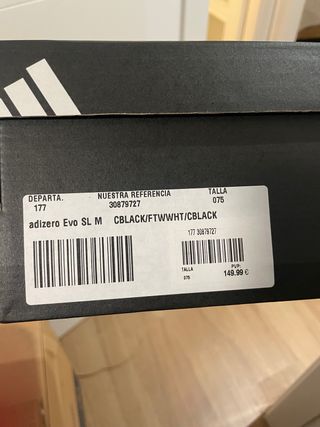 DEPARTA. NUESTRA REFERENCIA TALLA
177 30879727 075
adizero Evo SL M CBLACK/FTWWHT/CBLACK
177 30879727
TALLA PVP:
075 149.99 €